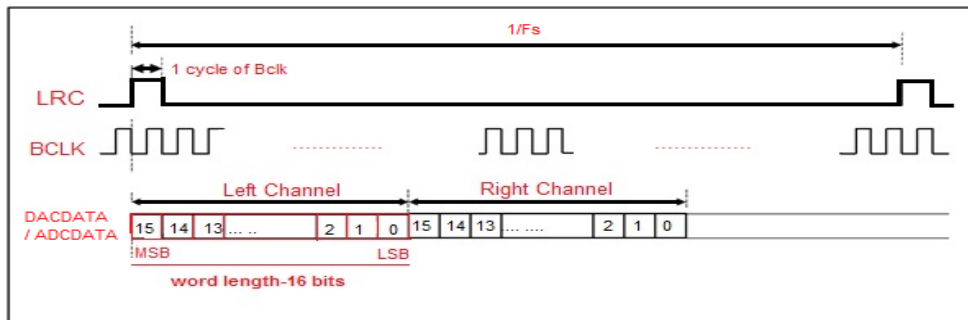 1/Fs
1 cycle of Bclk
LRC
BCLK
Left Channel
Right Channel
DACDATA
/ ADCDATA
15 14 13 ... .. 2 1 0 15 14 13 .... .... 2 1 0
MSB
LSB
word length-16 bits